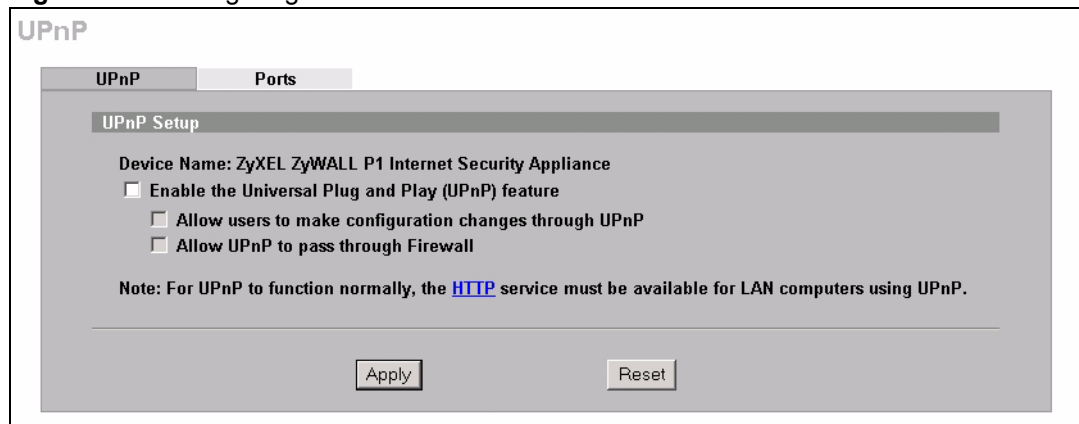 UPnP
UPnP Ports
UPnP Setup
Device Name: ZyXEL ZyWALL P1 Internet Security Appliance
Enable the Universal Plug and Play (UPnP) feature
Allow users to make configuration changes through UPnP
Allow UPnP to pass through Firewall
Note: For UPnP to function normally, the HTTP service must be available for LAN computers using UPnP.
Apply Reset